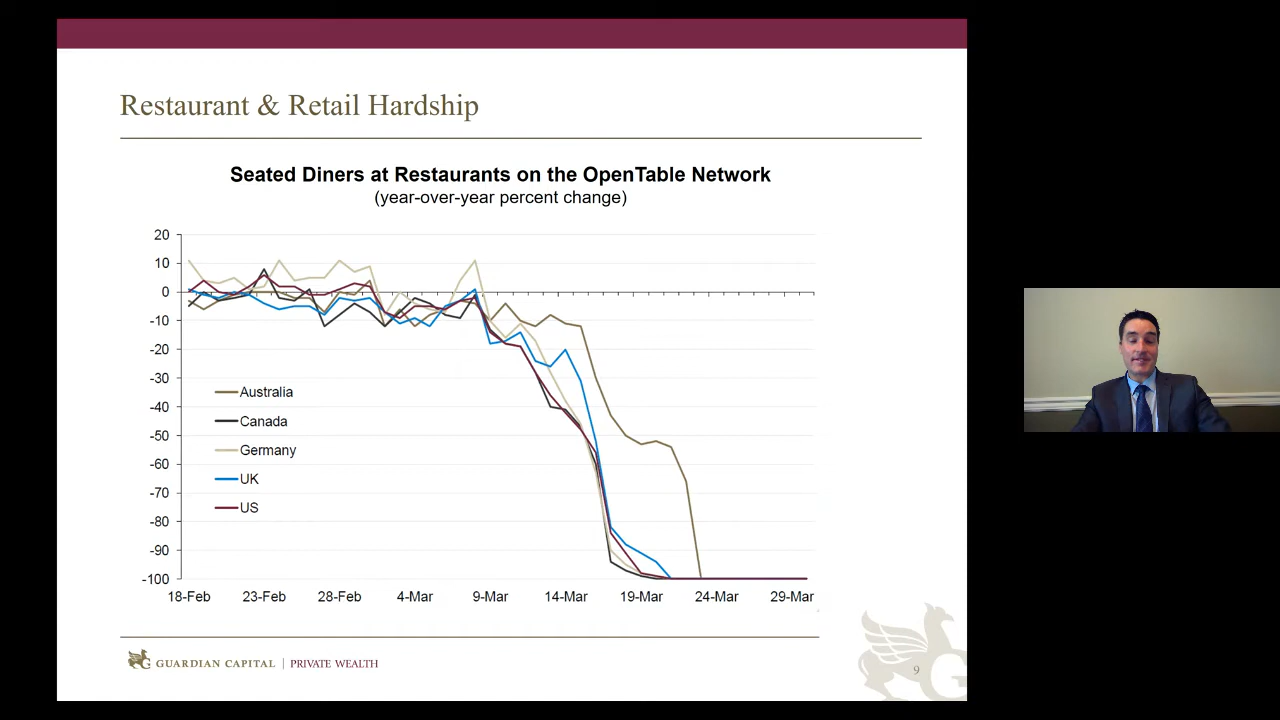 Restaurant & Retail Hardship
Seated Diners at Restaurants on the OpenTable Network
(year-over-year percent change)
20
10
0
-10
-20
-30
-40
-50
-60
-70
-80
-90
-100
Australia
Canada
Germany
UK
US
18-Feb 23-Feb 28-Feb 4-Mar 9-Mar 14-Mar 19-Mar 24-Mar 29-Mar
GUARDIAN CAPITAL | PRIVATE WEALTH
9